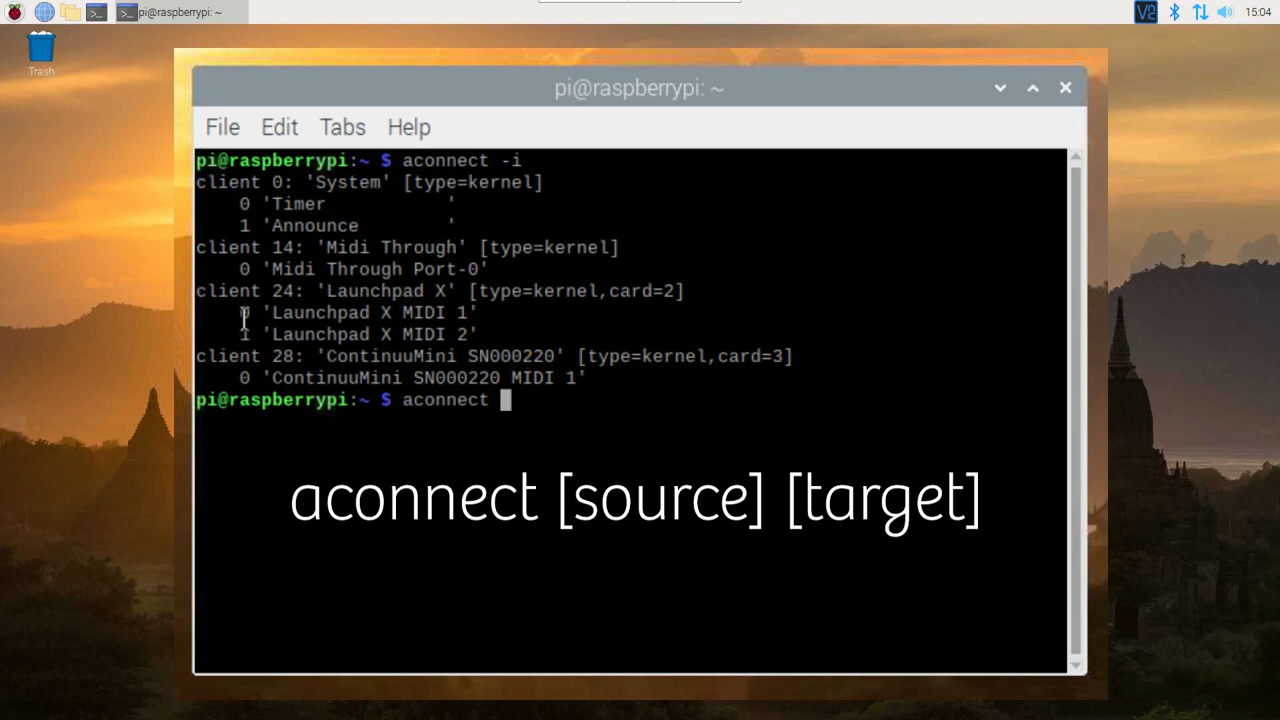 pi@raspberrypi: ~
15:04
Trash
pi@raspberrypi: ~
File Edit Tabs Help
pi@raspberrypi:~ $ aconnect -i
client 0: 'System' [type=kernel]
0 'Timer '
1 'Announce '
client 14: 'Midi Through' [type=kernel]
0 'Midi Through Port-0'
client 24: 'Launchpad X' [type=kernel,card=2]
0 'Launchpad X MIDI 1'
1 'Launchpad X MIDI 2'
client 28: 'ContinuuMini SN000220' [type=kernel,card=3]
0 'ContinuuMini SN000220 MIDI 1'
pi@raspberrypi:~ $ aconnect
aconnect [source] [target]